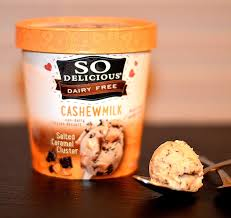 SO
DELICIOUS®
DAIRY FREE
CASHEWMILK
Salted
Caramel
Cluster